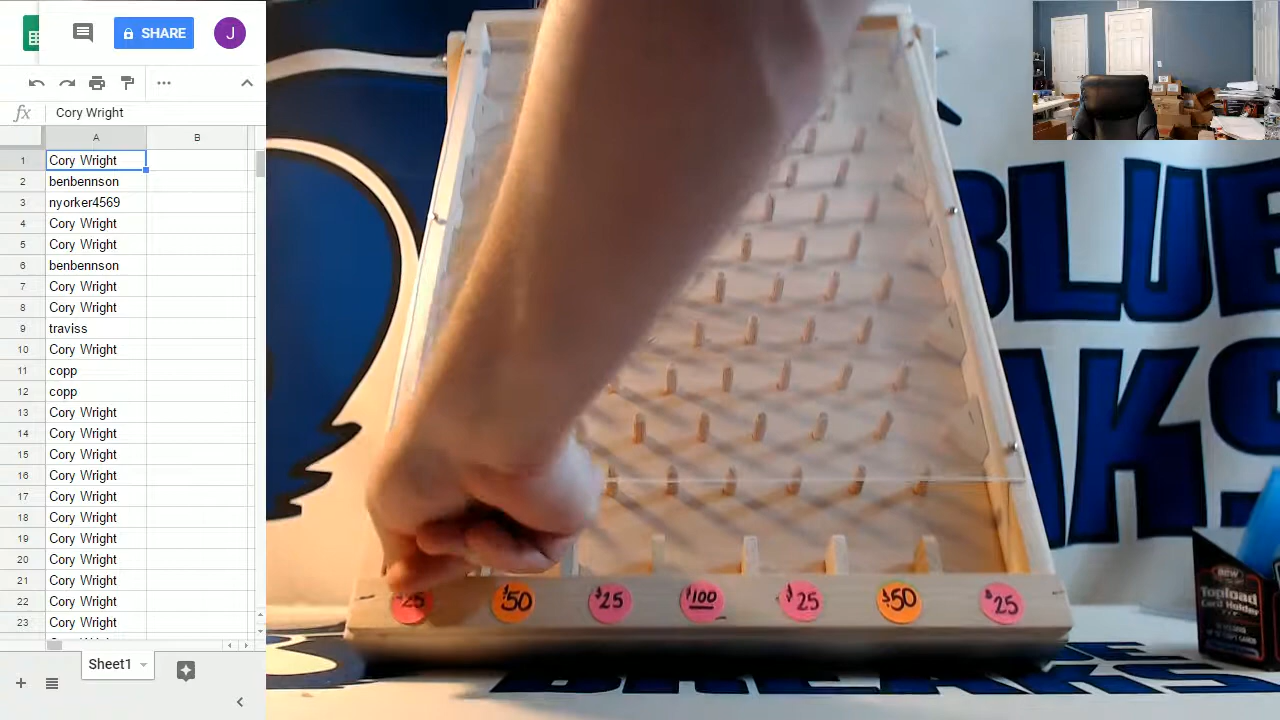 SHARE
J
fx Cory Wright
A B
1 Cory Wright
2 benbennson
3 nyorker4569
4 Cory Wright
5 Cory Wright
6 benbennson
7 Cory Wright
8 Cory Wright
9 traviss
10 Cory Wright
11 copp
12 copp
13 Cory Wright
14 Cory Wright
15 Cory Wright
16 Cory Wright
17 Cory Wright
18 Cory Wright
19 Cory Wright
20 Cory Wright
21 Cory Wright
22 Cory Wright
23 Cory Wright
Sheet1
$25 $50 $25 $100 $25 $50 $25
BLUE
BREAKS
Topload
Card Holder